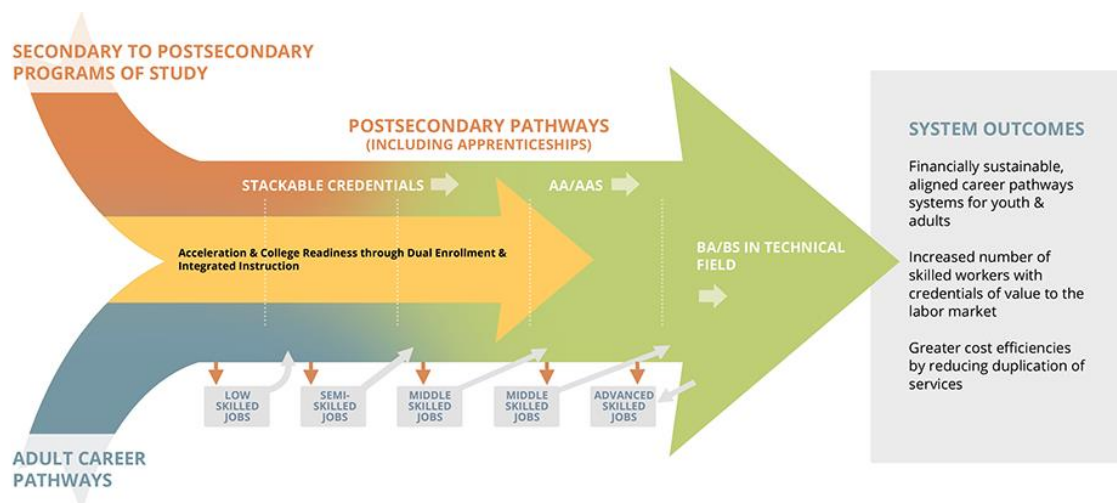 SECONDARY TO POSTSECONDARY
PROGRAMS OF STUDY
POSTSECONDARY PATHWAYS
(INCLUDING APPRENTICESHIPS)
STACKABLE CREDENTIALS
AA/AAS
Acceleration & College Readiness through Dual Enrollment &
Integrated Instruction
BA/BS IN TECHNICAL
FIELD
LOW
SKILLED
JOBS
SEMI-
SKILLED
JOBS
MIDDLE
SKILLED
JOBS
MIDDLE
SKILLED
JOBS
ADVANCED
SKILLED
JOBS
ADULT CAREER
PATHWAYS
SYSTEM OUTCOMES
Financially sustainable,
aligned career pathways
systems for youth &
adults
Increased number of
skilled workers with
credentials of value to the
labor market
Greater cost efficiencies
by reducing duplication of
services